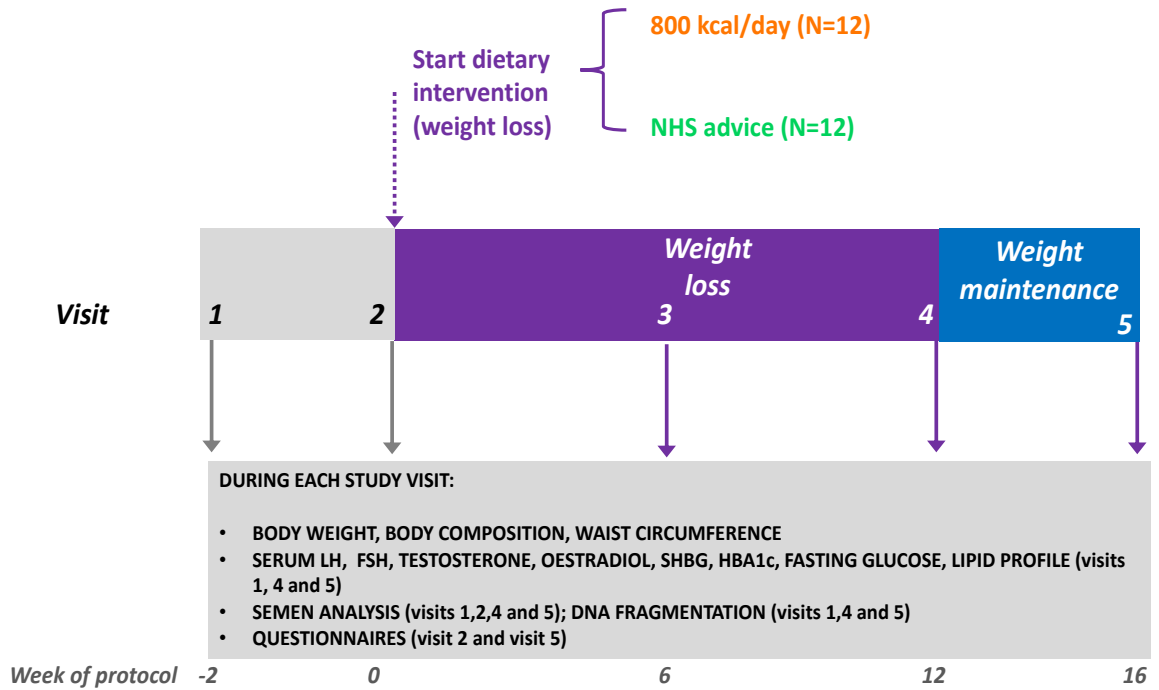 800 kcal/day (N=12)
Start dietary
intervention
(weight loss)
NHS advice (N=12)
Weight
loss
Weight
maintenance
Visit
1
2
3
4
5
DURING EACH STUDY VISIT:
• BODY WEIGHT, BODY COMPOSITION, WAIST CIRCUMFERENCE
• SERUM LH, FSH, TESTOSTERONE, OESTRADIOL, SHBG, HBA1c, FASTING GLUCOSE, LIPID PROFILE (visits
1, 4 and 5)
• SEMEN ANALYSIS (visits 1,2,4 and 5); DNA FRAGMENTATION (visits 1,4 and 5)
• QUESTIONNAIRES (visit 2 and visit 5)
Week of protocol -2 0 6 12 16